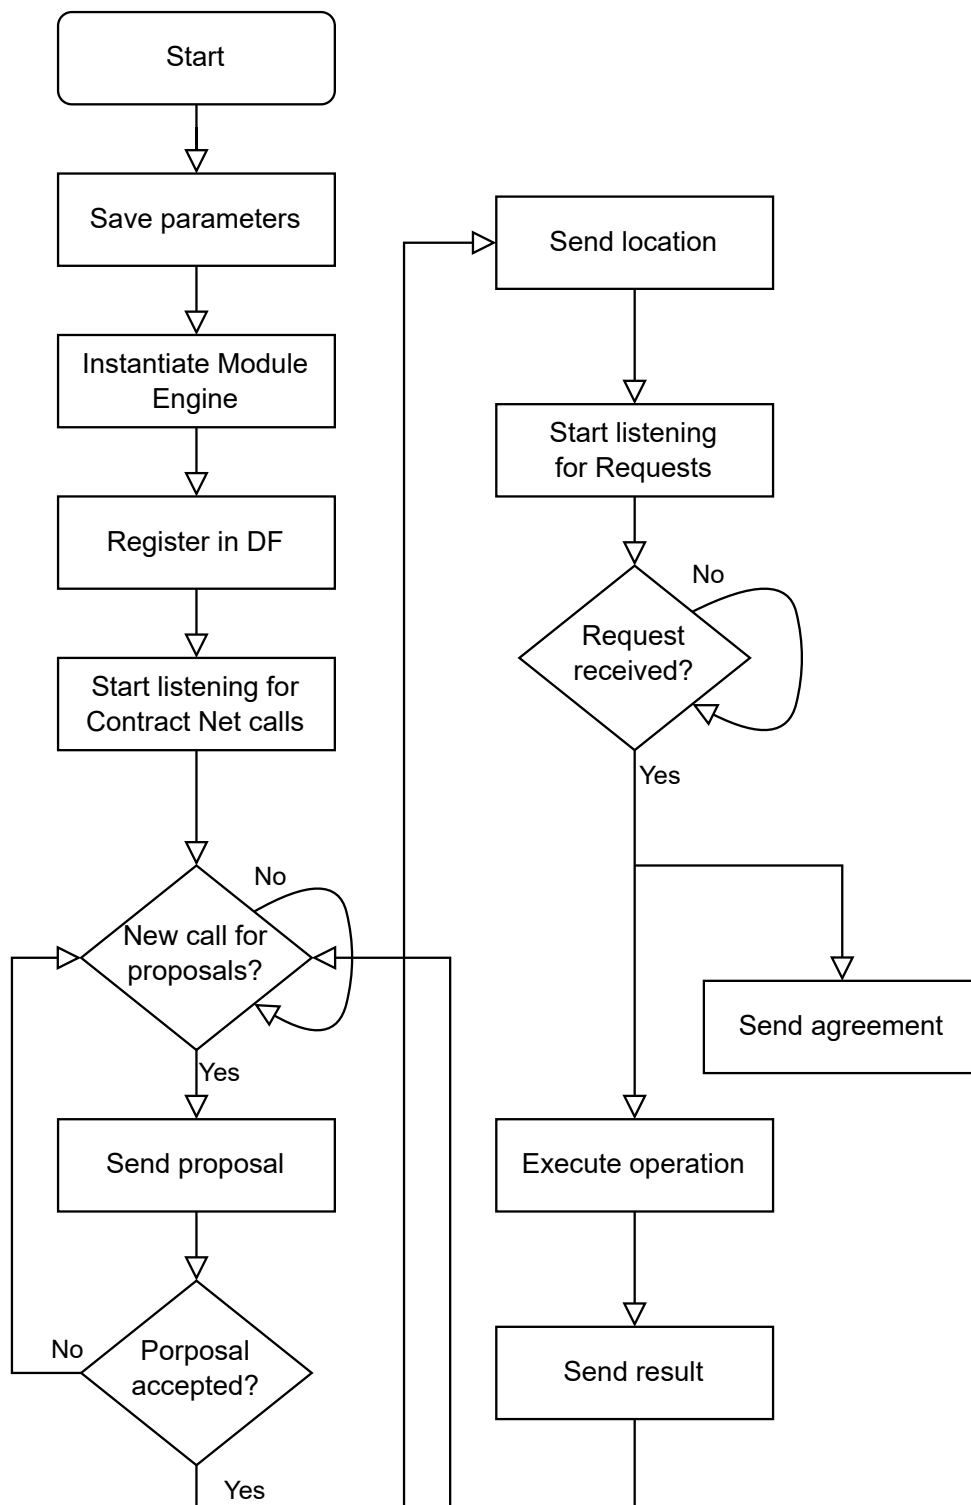 Start
Save parameters
Instantiate Module
Engine
Register in DF
Start listening for
Contract Net calls
No
New call for
proposals?
Yes
Send proposal
No
Porposal
accepted?
Yes
Send location
Start listening
for Requests
No
Request
received?
Yes
Send agreement
Execute operation
Send result